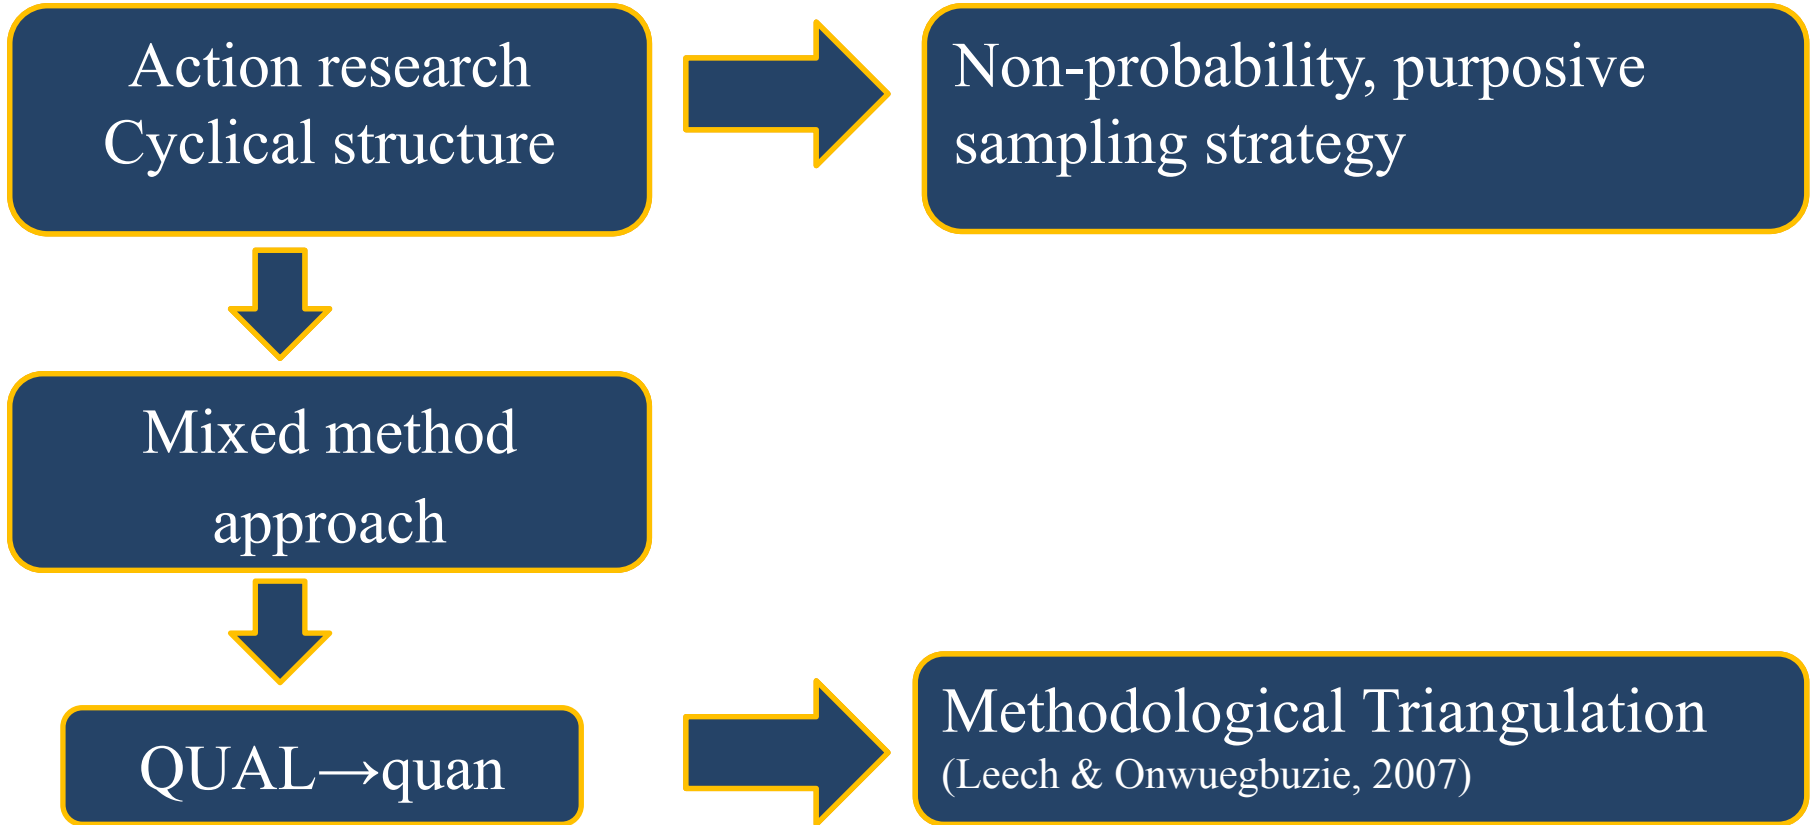 Action research
Cyclical structure
Non-probability, purposive
sampling strategy
Mixed method
approach
QUAL→quan
Methodological Triangulation
(Leech & Onwuegbuzie, 2007)